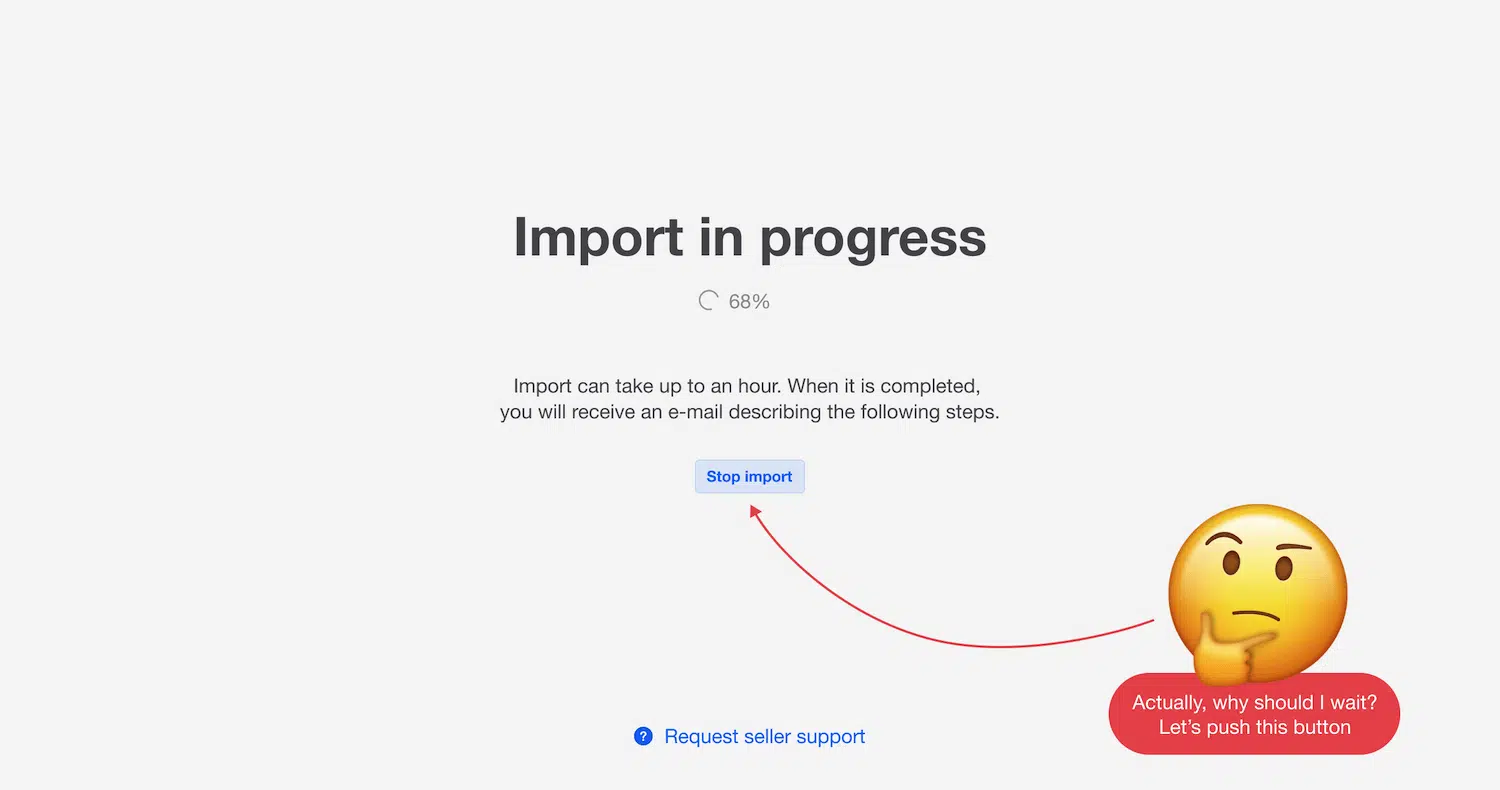 Import in progress
68%
Import can take up to an hour. When it is completed,
you will receive an e-mail describing the following steps.
Stop import
Actually, why should I wait?
Let’s push this button
? Request seller support